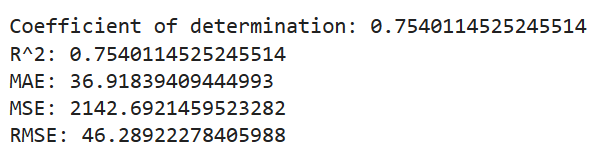 Coefficient of determination: 0.7540114525245514
R^2: 0.7540114525245514
MAE: 36.91839409444993
MSE: 2142.6921459523282
RMSE: 46.28922278405988